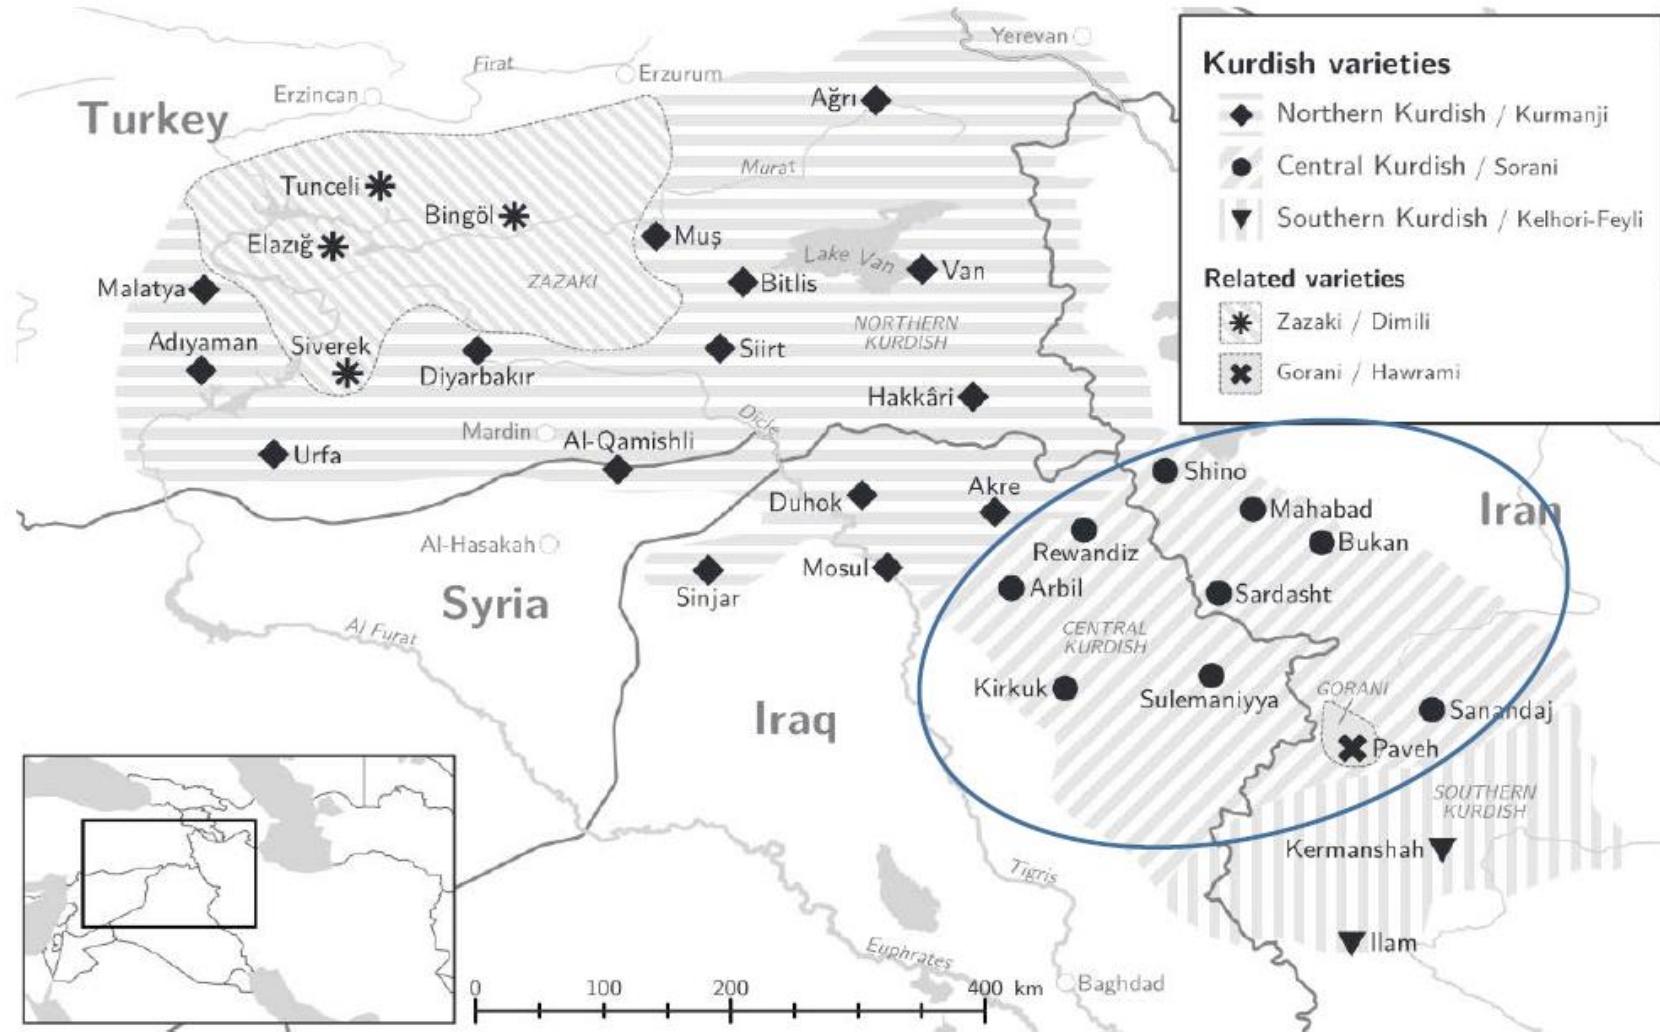 Yerevan
Firat
Erzurum
Erzincan
Turkey
Ağrı
Murat
Tunceli
Bingöl
Elazığ
Muş
ZAZAKI
Lake Van
Van
Bitlis
Malatya
NORTHERN
KURDISH
Adıyaman
Siverek
Siirt
Diyarbakır
Hakkâri
Dicle
Mardin
Al-Qamishli
Urfa
Duhok
Akre
Shino
Mahabad
Iran
Rewandiz
Bukan
Al-Hasakah
Mosul
Arbil
Sardasht
Sinjar
Syria
Al Furat
CENTRAL
KURDISH
Kirkuk
Sulemaniyya
GORANI
Sanandaj
Iraq
Paveh
SOUTHERN
KURDISH
Kermanshah
Tigris
Ilam
Euphrates
Baghdad
0 100 200 400 km
Kurdish varieties
Northern Kurdish / Kurmanji
Central Kurdish / Sorani
Southern Kurdish / Kelhori-Feyli
Related varieties
Zazaki / Dimili
Gorani / Hawrami